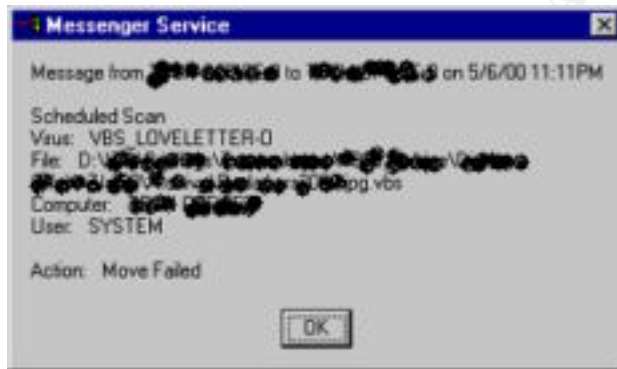 Messenger Service
Message from to on 5/6/00 11:11PM
Scheduled Scan
Virus: VBS_LOVELETTER-O
File: D:\
pg.vbs
Computer:
User: SYSTEM
Action: Move Failed
OK